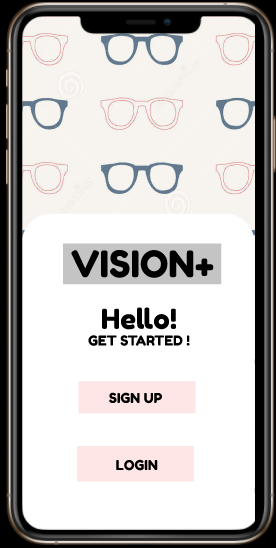 VISION+
Hello!
GET STARTED !
SIGN UP
LOGIN